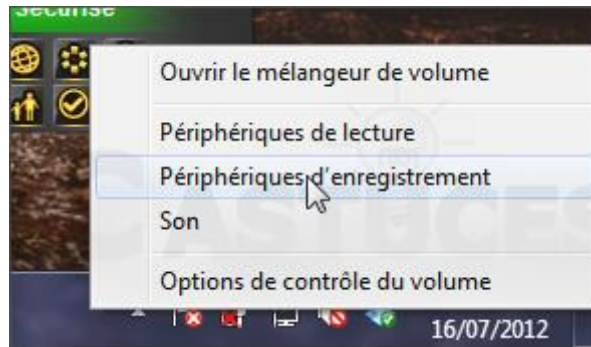 Sécurisé
Ouvrir le mélangeur de volume
Périphériques de lecture
Périphériques d'enregistrement
Son
Options de contrôle du volume
ASTUCES
16/07/2012